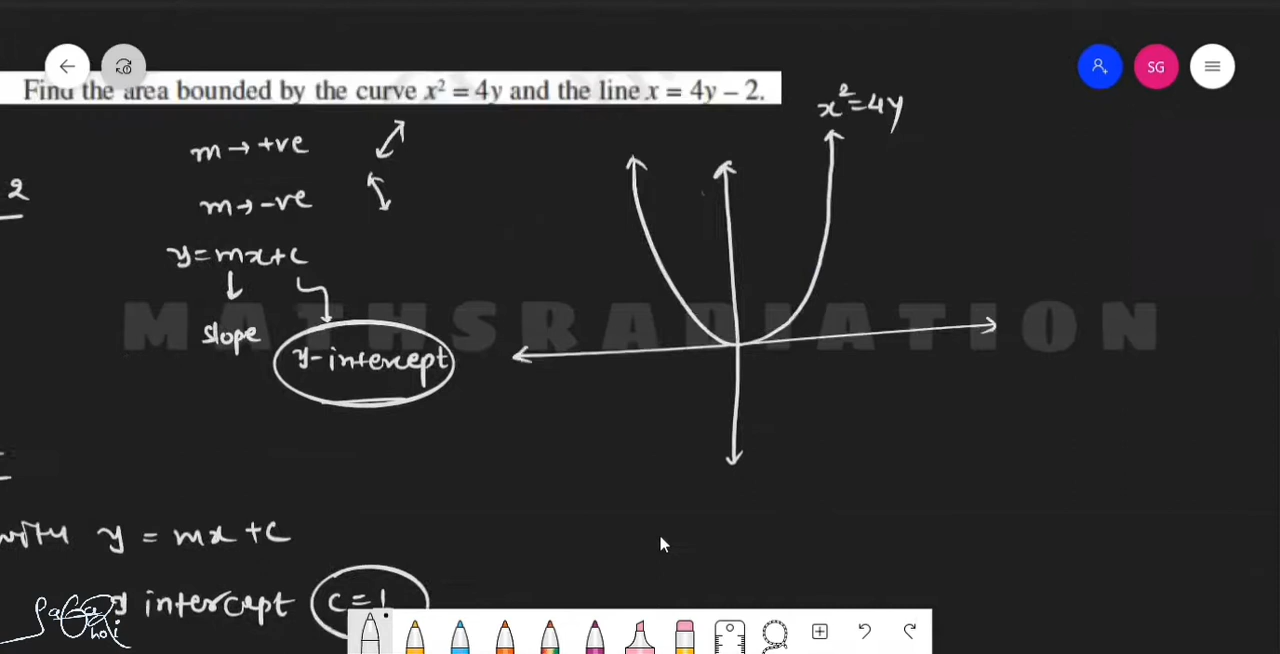 Find the area bounded by the curve x² = 4y and the line x = 4y – 2.
SG
x²=4y
m → +ve
2
m → -ve
y=mx+c
MATHSRADIATION
slope
y-intercept
with y = mx +c
y intercept c=1